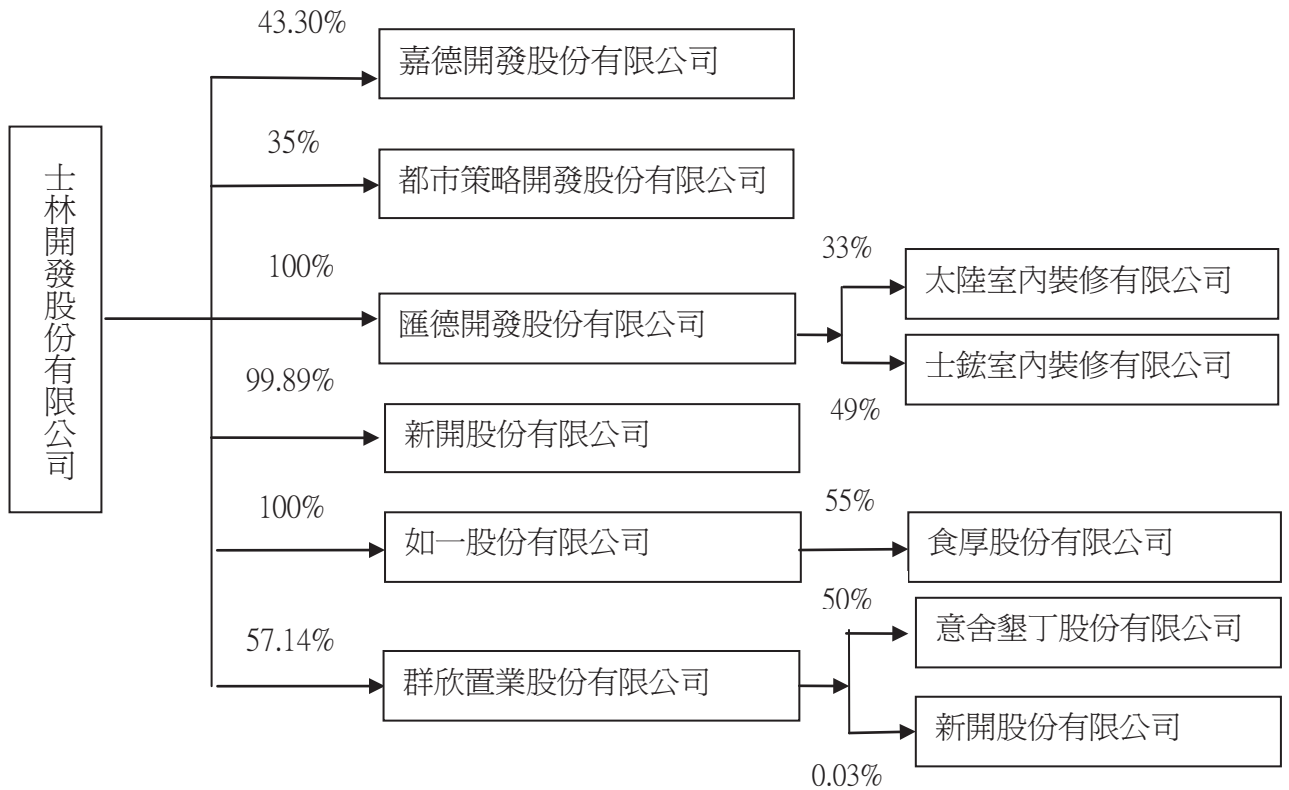 43.30%
嘉德開發股份有限公司
35%
都市策略開發股份有限公司
士林開發股份有限公司
100%
匯德開發股份有限公司
33%
太陸室內裝修有限公司
士鋐室內裝修有限公司
49%
99.89%
新開股份有限公司
100%
如一股份有限公司
55%
食厚股份有限公司
57.14%
群欣置業股份有限公司
50%
意舍墾丁股份有限公司
新開股份有限公司
0.03%